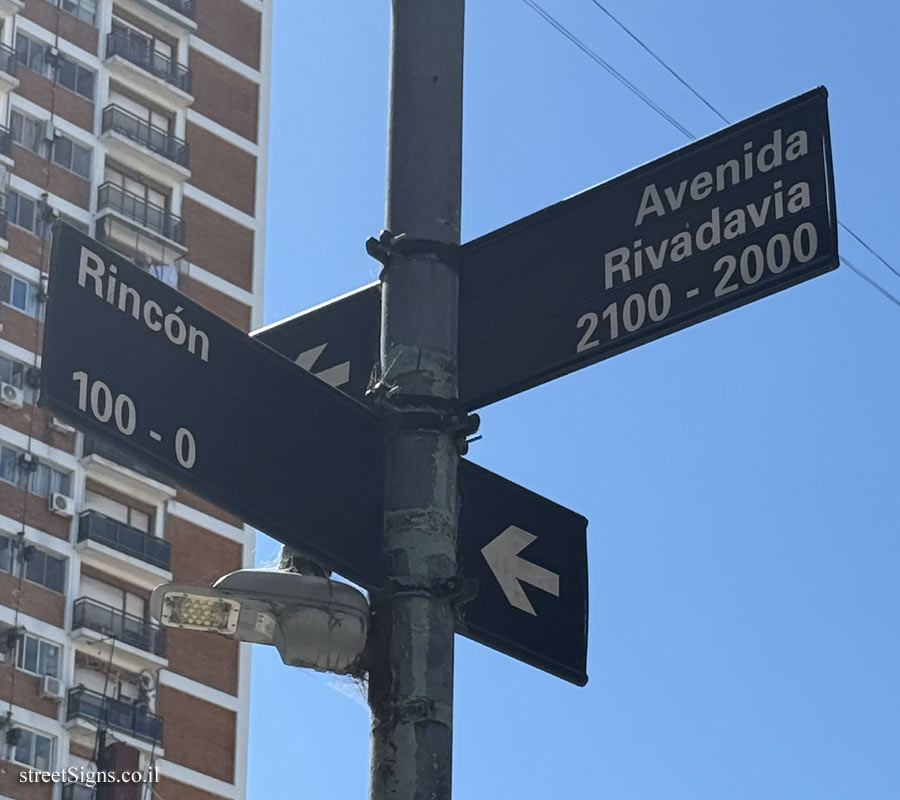 Avenida
Rivadavia
2100 - 2000
Rincón
100 - 0
streetSigns.co.il